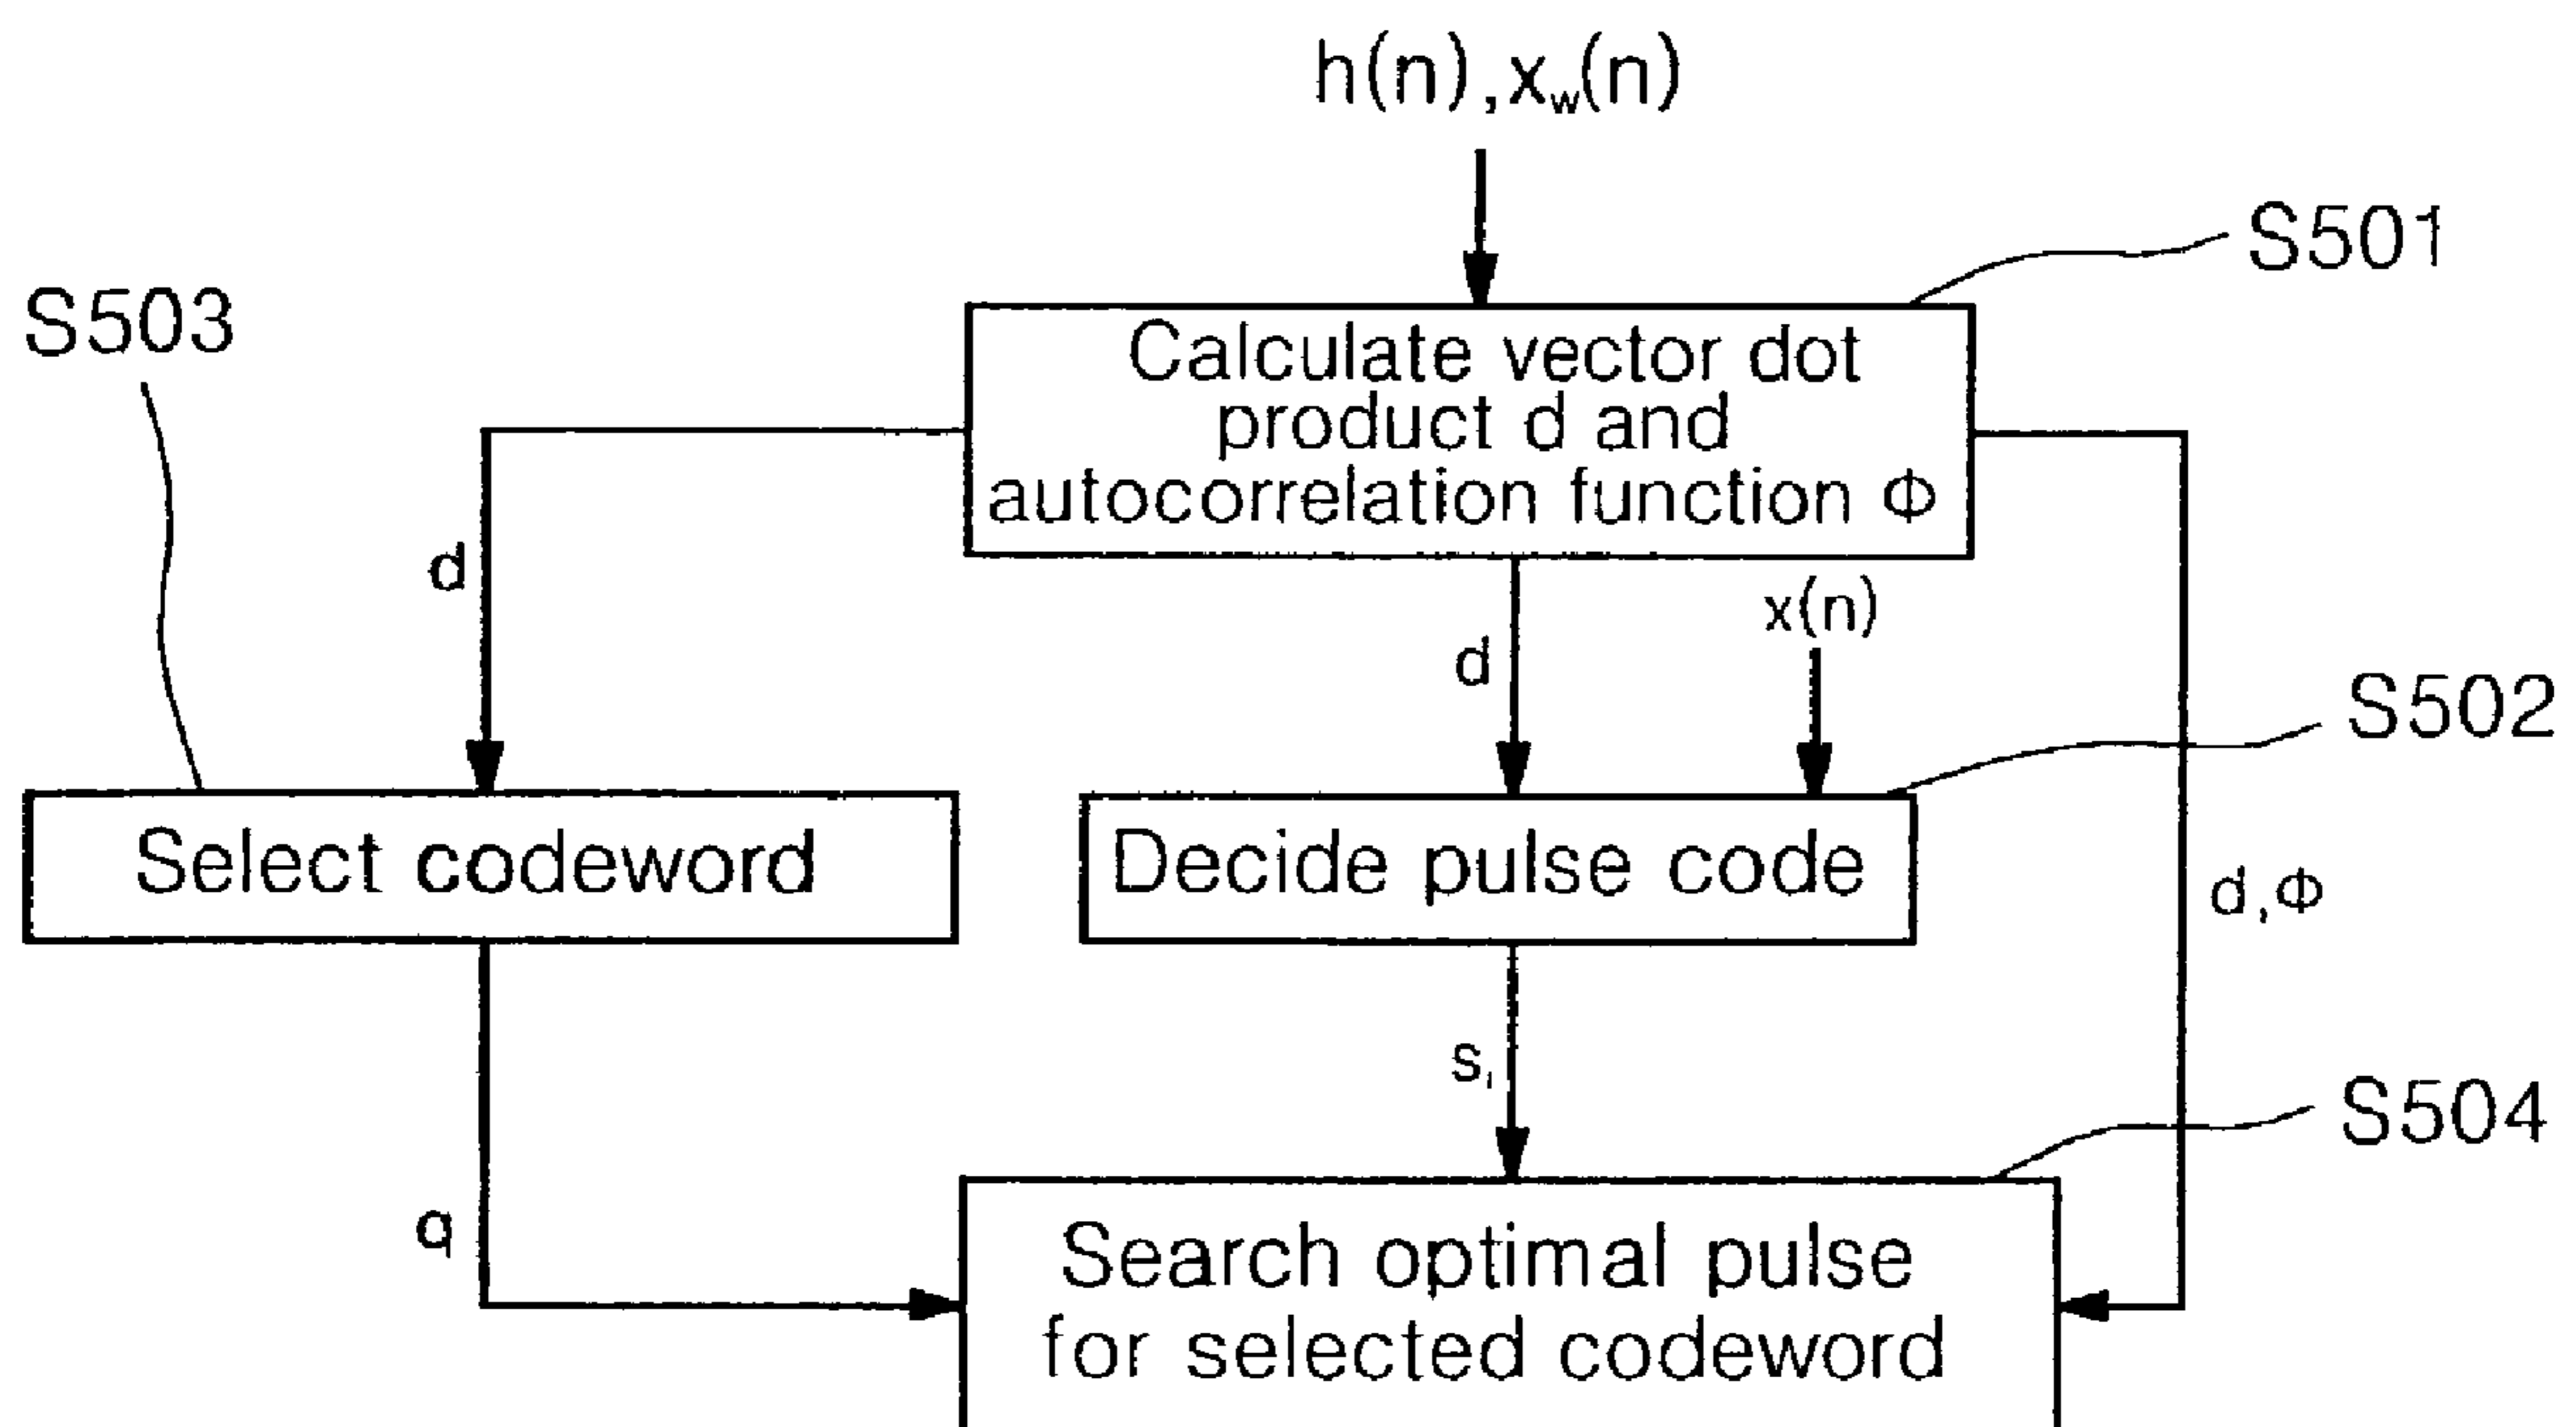 h(n),xw(n)
S501
S503
Calculate vector dot
product d and
autocorrelation function Φ
d
d
x(n)
S502
Select codeword
Decide pulse code
d,Φ
si
S504
q
Search optimal pulse
for selected codeword